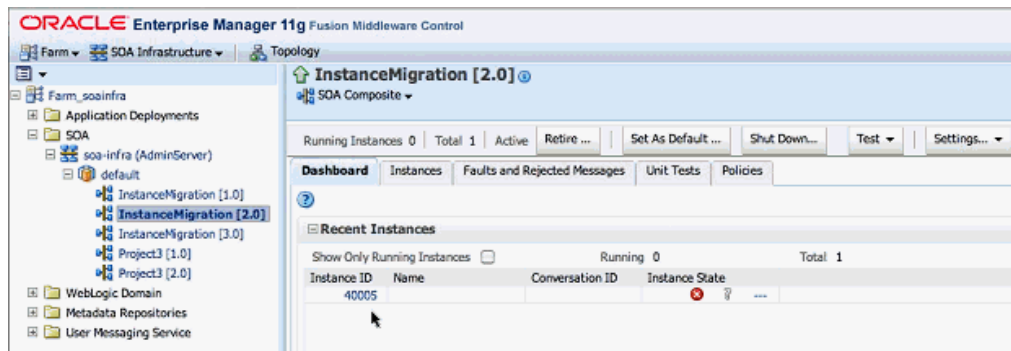 ORACLE Enterprise Manager 11g Fusion Middleware Control
Farm SOA Infrastructure Topology
Farm_soainfra
Application Deployments
SOA
soa-infra (AdminServer)
default
InstanceMigration [1.0]
InstanceMigration [2.0]
InstanceMigration [3.0]
Project3 [1.0]
Project3 [2.0]
WebLogic Domain
Metadata Repositories
User Messaging Service
InstanceMigration [2.0]
SOA Composite
Running Instances 0 Total 1 Active Retire ... Set As Default ... Shut Down... Test Settings...
Dashboard Instances Faults and Rejected Messages Unit Tests Policies
Recent Instances
Show Only Running Instances Running 0 Total 1
Instance ID Name Conversation ID Instance State
40005 ---